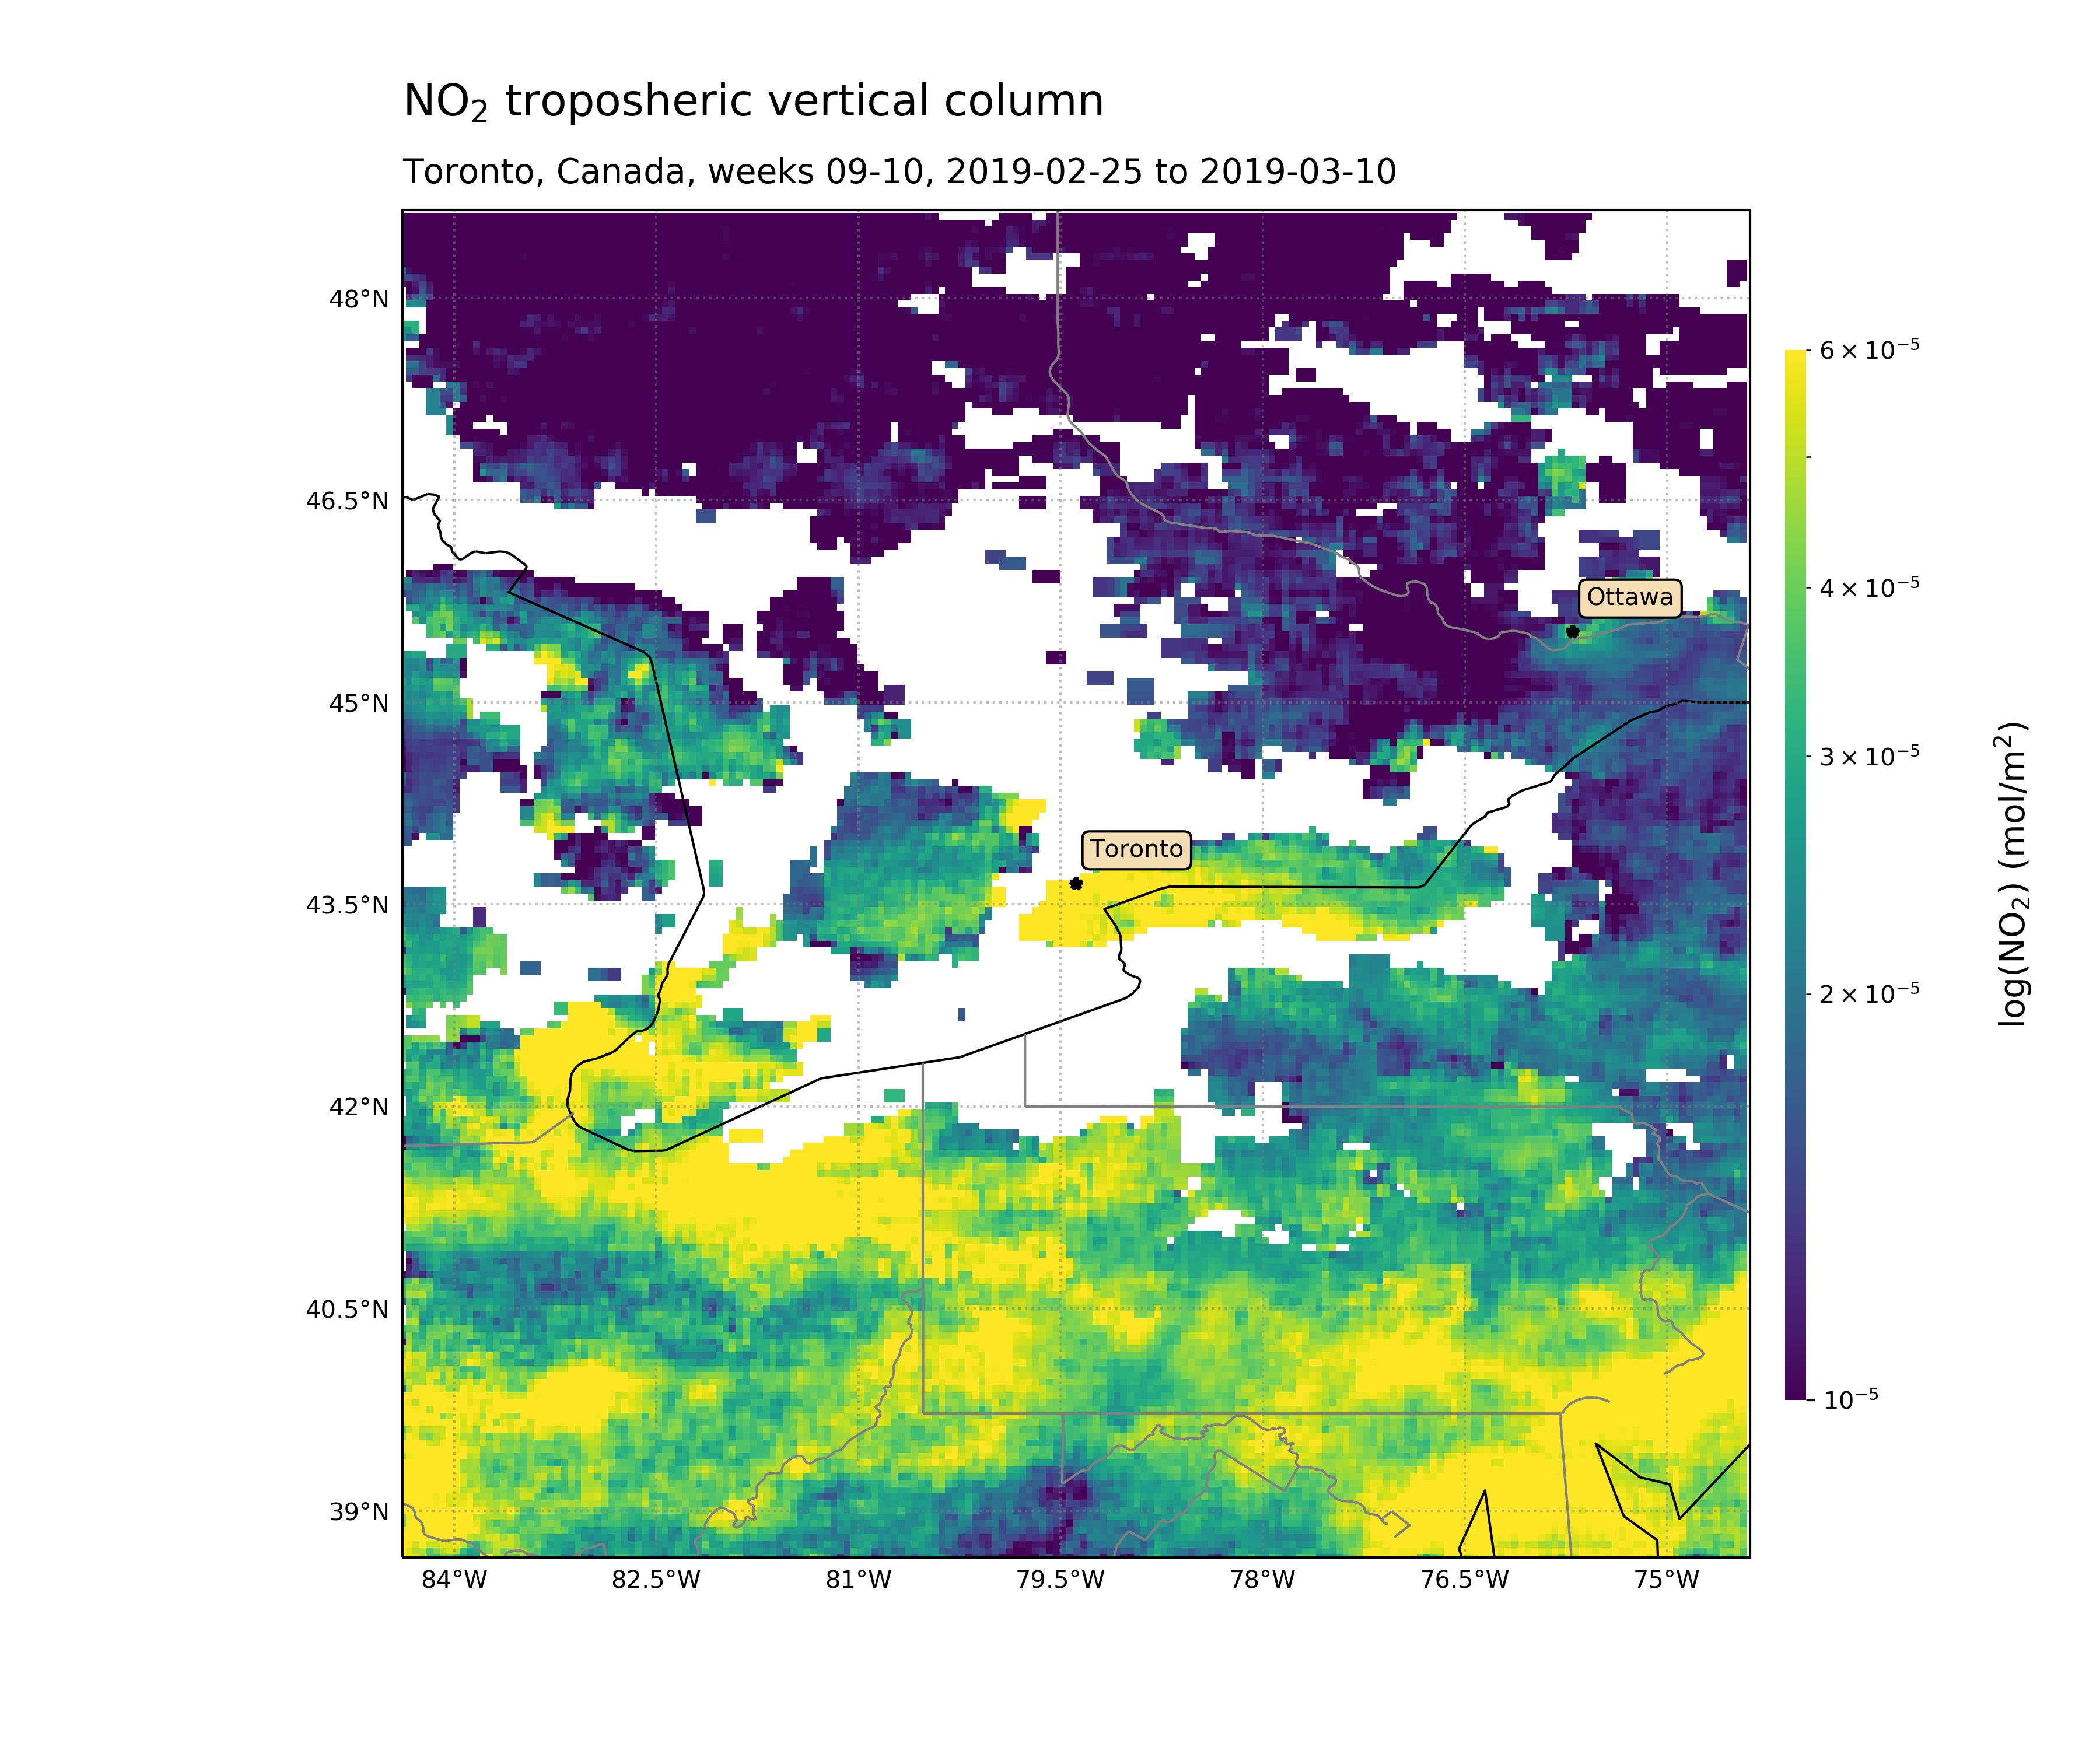 NO₂ troposheric vertical column
Toronto, Canada, weeks 09-10, 2019-02-25 to 2019-03-10
48°N
46.5°N
45°N
43.5°N
42°N
40.5°N
39°N
84°W 82.5°W 81°W 79.5°W 78°W 76.5°W 75°W
Ottawa
Toronto
6 × 10⁻⁵
4 × 10⁻⁵
3 × 10⁻⁵
2 × 10⁻⁵
10⁻⁵
log(NO₂) (mol/m²)